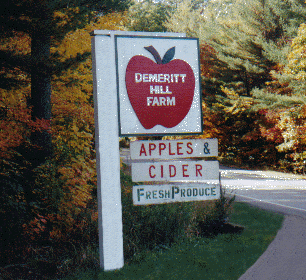 DEMERITT
HILL
FARM
APPLES &
CIDER
FRESH PRODUCE